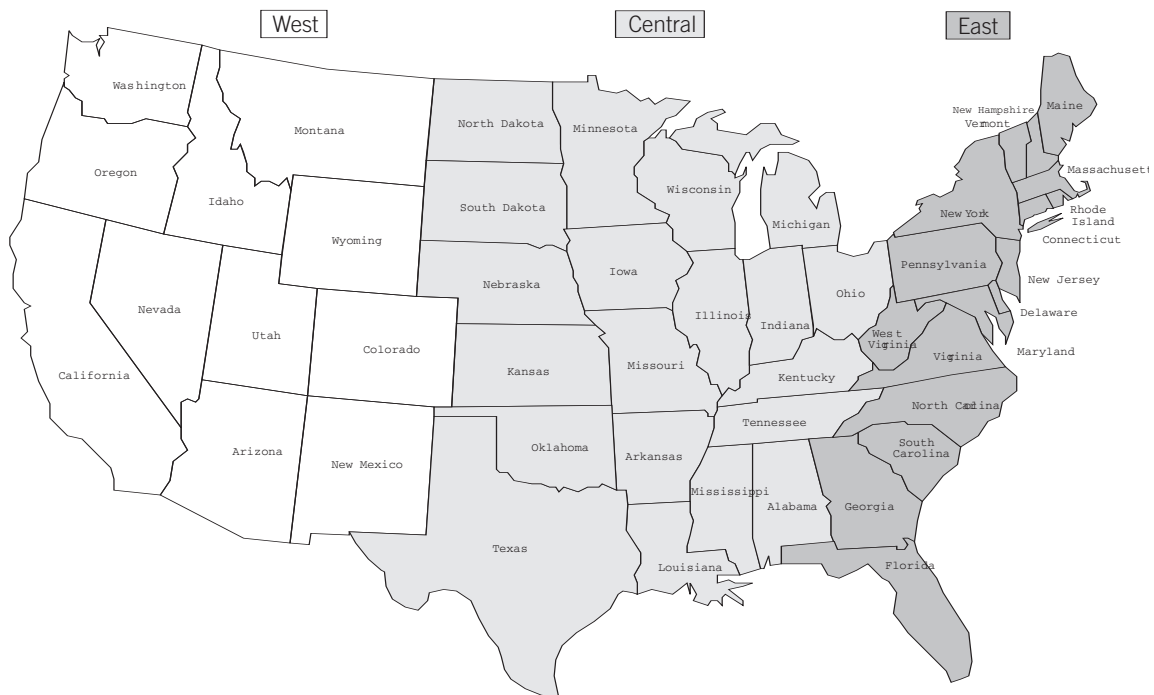 West
Central
East
Washington
Montana
North Dakota
Minnesota
New Hampshire
Vermont
Maine
Oregon
Idaho
South Dakota
Wisconsin
Michigan
Massachusett
New York
Rhode
Island
Connecticut
Wyoming
Iowa
Pennsylvania
New Jersey
Nevada
Nebraska
Illinois
Indiana
Ohio
Delaware
Utah
Colorado
West
Virginia
Virginia
Maryland
California
Kansas
Missouri
Kentucky
North Carolina
Arizona
New Mexico
Oklahoma
Arkansas
Tennessee
South
Carolina
Mississippi
Alabama
Georgia
Texas
Louisiana
Florida